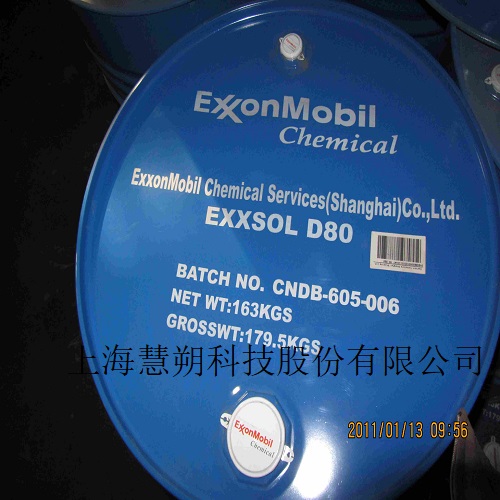 ExxonMobil
Chemical
ExxonMobil Chemical Services(Shanghai)Co.,Ltd.
EXXSOL D80
BATCH NO. CNDB-605-006
NET WT:163KGS
GROSSWT:179.5KGS
上海慧朔科技股份有限公司
ExxonMobil
Chemical
2011/01/13 09:56